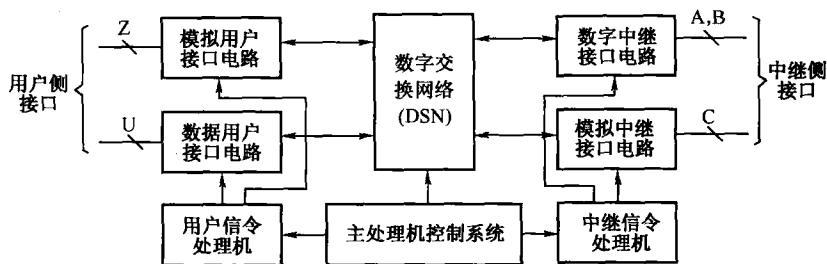 Z
模拟用户
接口电路
用户侧
接口
U
数据用户
接口电路
数字交
换网络
(DSN)
数字中继
接口电路
A,B
中继侧
接口
模拟中继
接口电路
C
用户信令
处理机
主处理机控制系统
中继信令
处理机